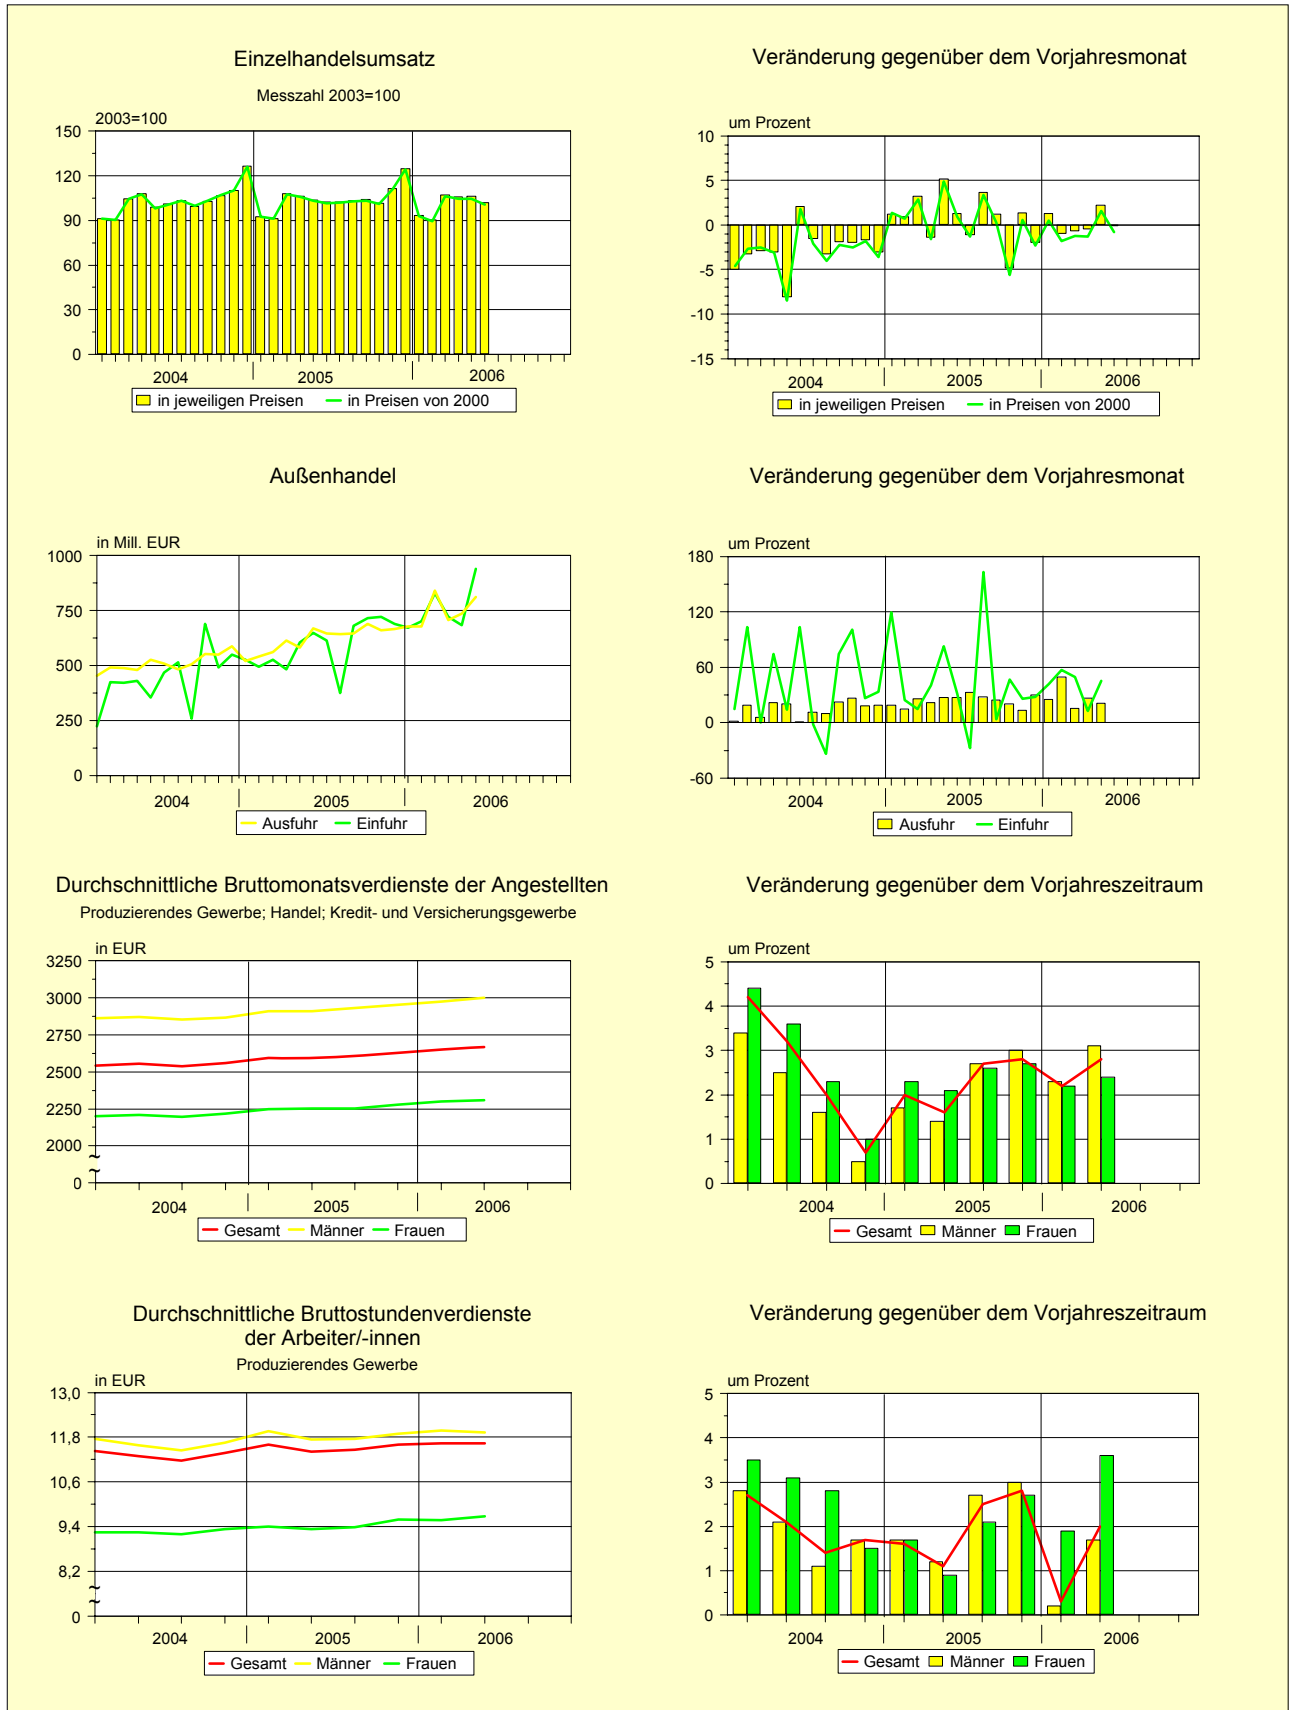 Einzelhandelsumsatz
Messzahl 2003=100
2003=100
150
120
90
60
30
0
2004
2005
2006
in jeweiligen Preisen
in Preisen von 2000
Veränderung gegenüber dem Vorjahresmonat
um Prozent
10
5
0
-5
-10
-15
2004
2005
2006
in jeweiligen Preisen
in Preisen von 2000
Außenhandel
in Mill. EUR
1000
750
500
250
0
2004
2005
2006
Ausfuhr
Einfuhr
Veränderung gegenüber dem Vorjahresmonat
um Prozent
180
120
60
0
-60
2004
2005
2006
Ausfuhr
Einfuhr
Durchschnittliche Bruttomonatsverdienste der Angestellten
Produzierendes Gewerbe; Handel; Kredit- und Versicherungsgewerbe
in EUR
3250
3000
2750
2500
2250
2000
0
2004
2005
2006
Gesamt
Männer
Frauen
Veränderung gegenüber dem Vorjahreszeitraum
um Prozent
5
4
3
2
1
0
2004
2005
2006
Gesamt
Männer
Frauen
Durchschnittliche Bruttostundenverdienste
der Arbeiter/-innen
Produzierendes Gewerbe
in EUR
13,0
11,8
10,6
9,4
8,2
0
2004
2005
2006
Gesamt
Männer
Frauen
Veränderung gegenüber dem Vorjahreszeitraum
um Prozent
5
4
3
2
1
0
2004
2005
2006
Gesamt
Männer
Frauen